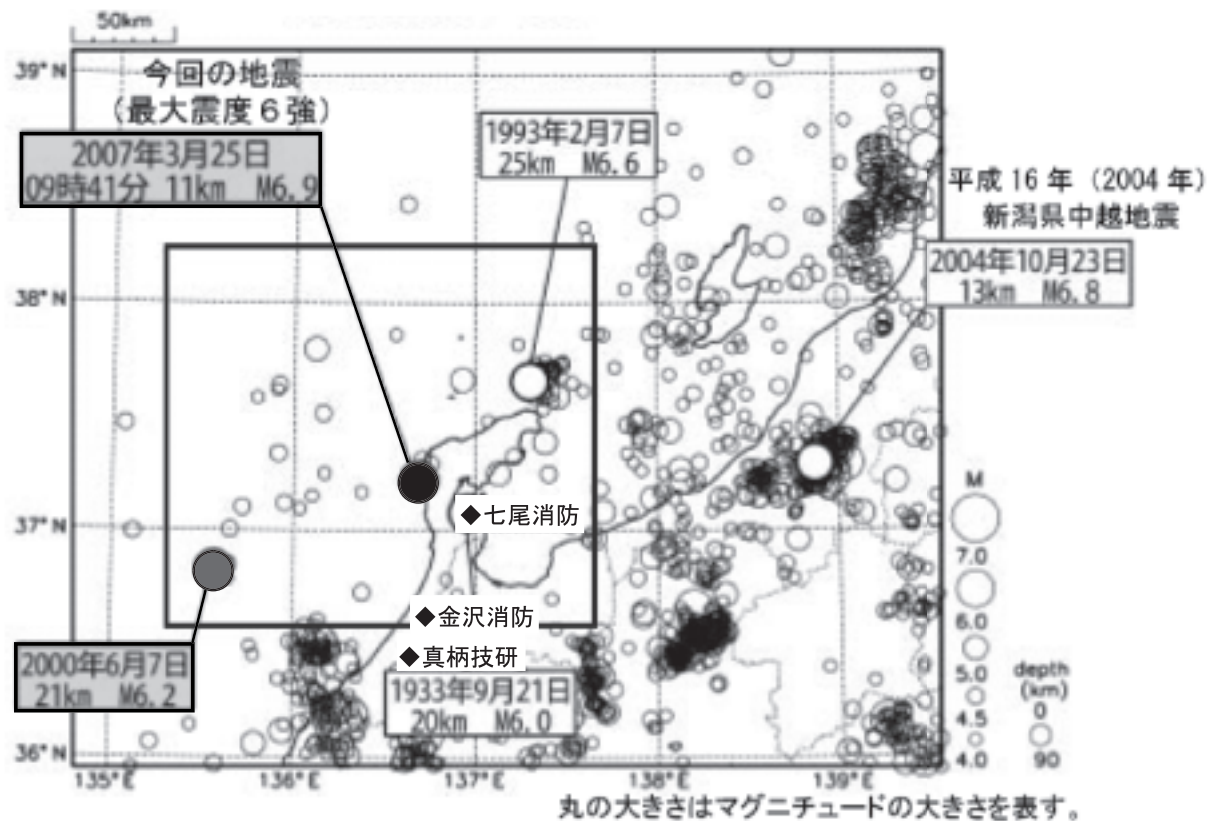 50km
39°N
今回の地震
(最大震度6強)
2007年3月25日
09時41分 11km M6.9
1993年2月7日
25km M6.6
平成16年(2004年)
新潟県中越地震
2004年10月23日
13km M6.8
38°N
37°N
◆七尾消防
◆金沢消防
◆真柄技研
2000年6月7日
21km M6.2
1933年9月21日
20km M6.0
M
7.0
6.0
5.0
4.5
4.0
depth
(km)
0
90
36°N
135°E
136°E
137°E
138°E
139°E
丸の大きさはマグニチュードの大きさを表す。